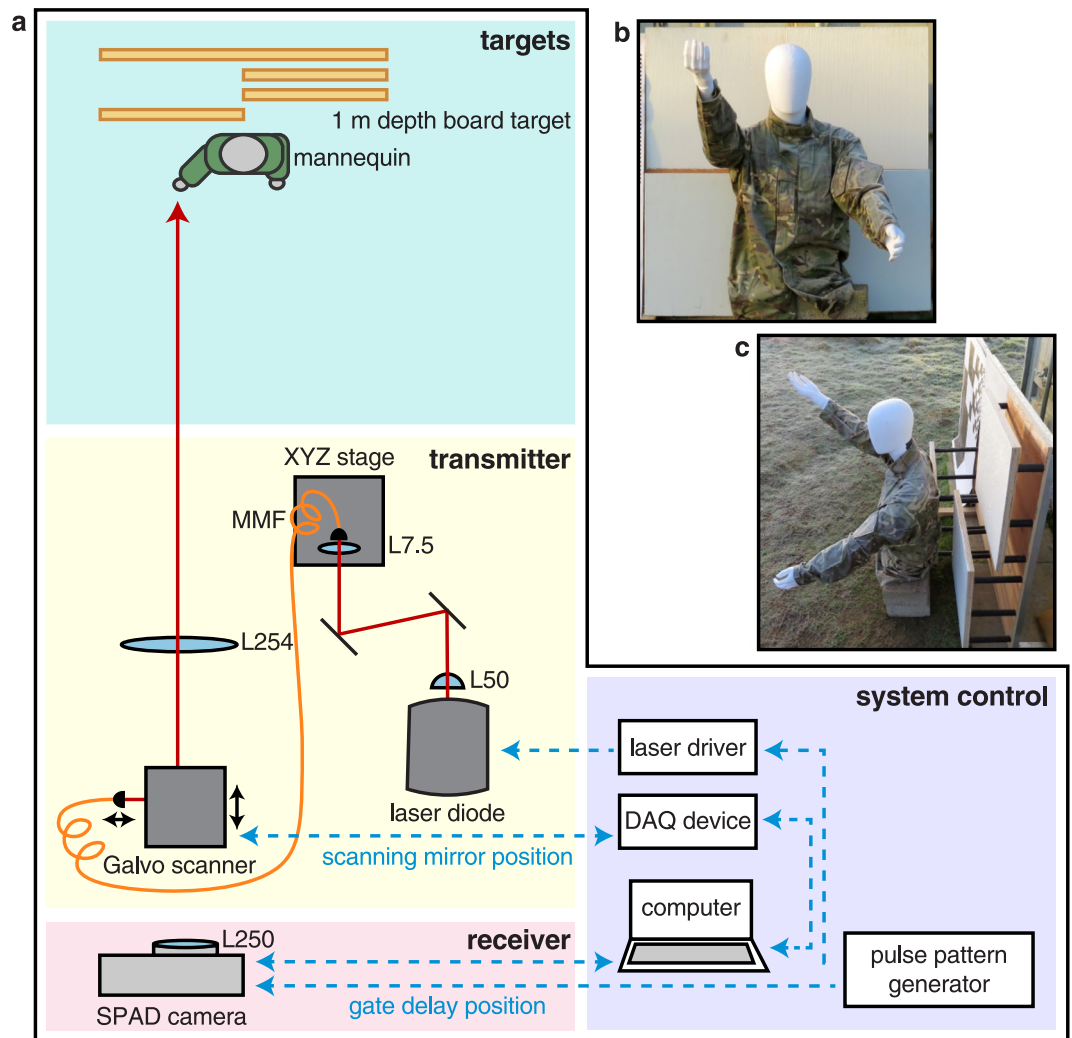 a
targets
1 m depth board target
mannequin
b
c
XYZ stage
transmitter
MMF
L7.5
L254
L50
laser diode
Galvo scanner
scanning mirror position
system control
laser driver
DAQ device
computer
pulse pattern
generator
receiver
L250
gate delay position
SPAD camera